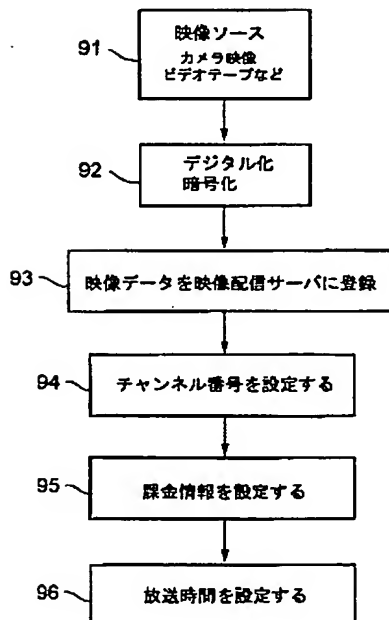 91
映像ソース
カメラ映像
ビデオテープなど
92
デジタル化
暗号化
93
映像データを映像配信サーバに登録
94
チャンネル番号を設定する
95
課金情報を設定する
96
放送時間を設定する